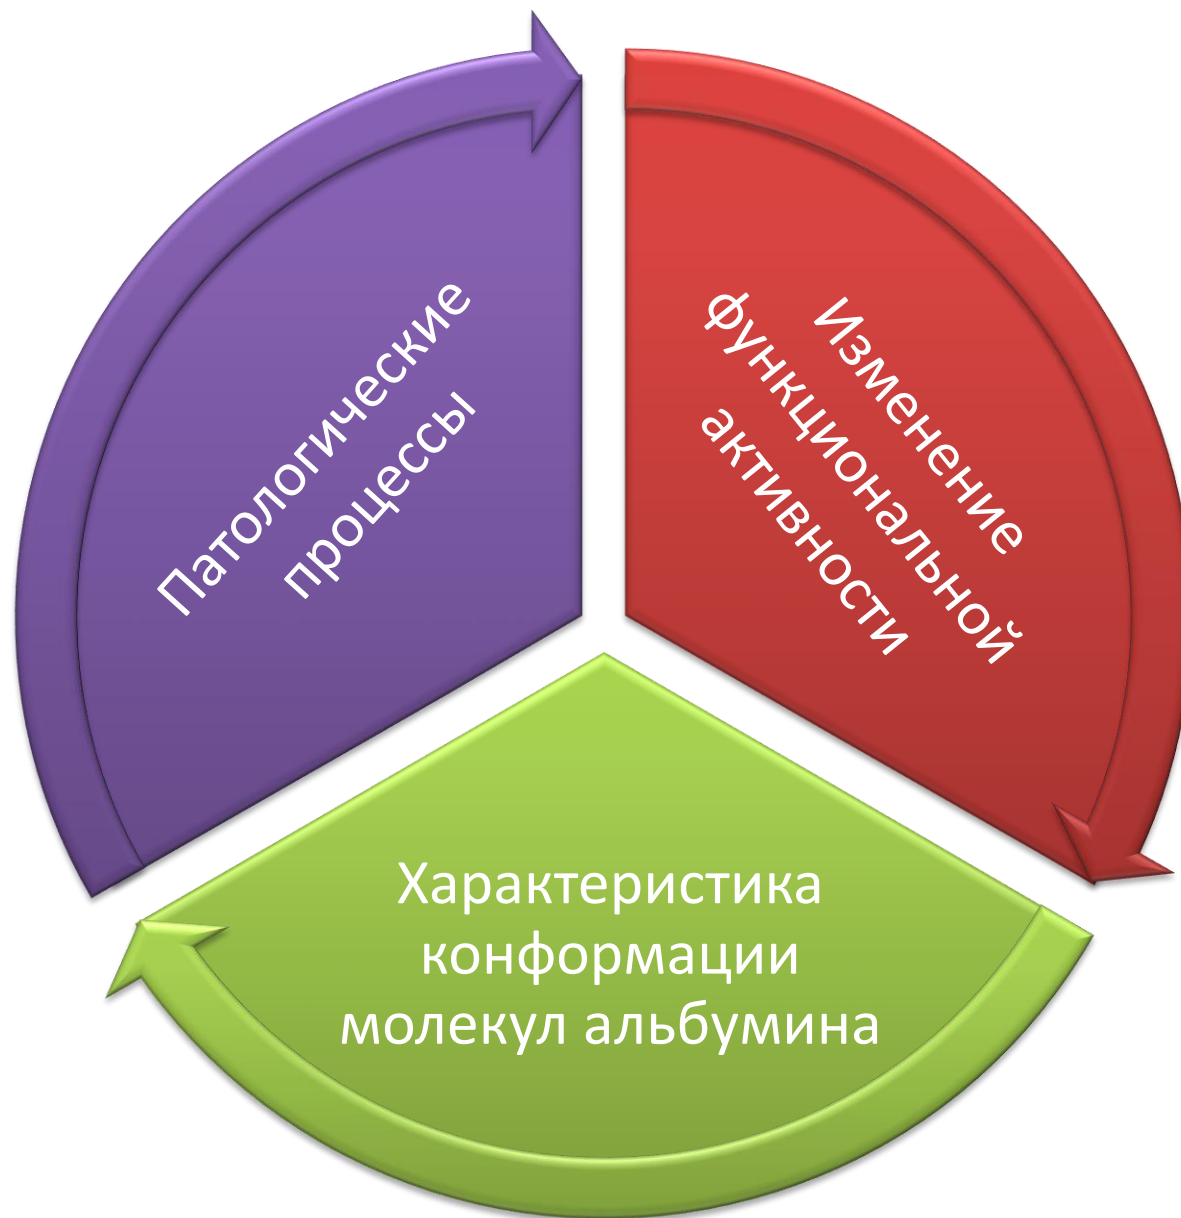 Патологические
процессы
Изменение
функциональной
активности
Характеристика
конформации
молекул альбумина